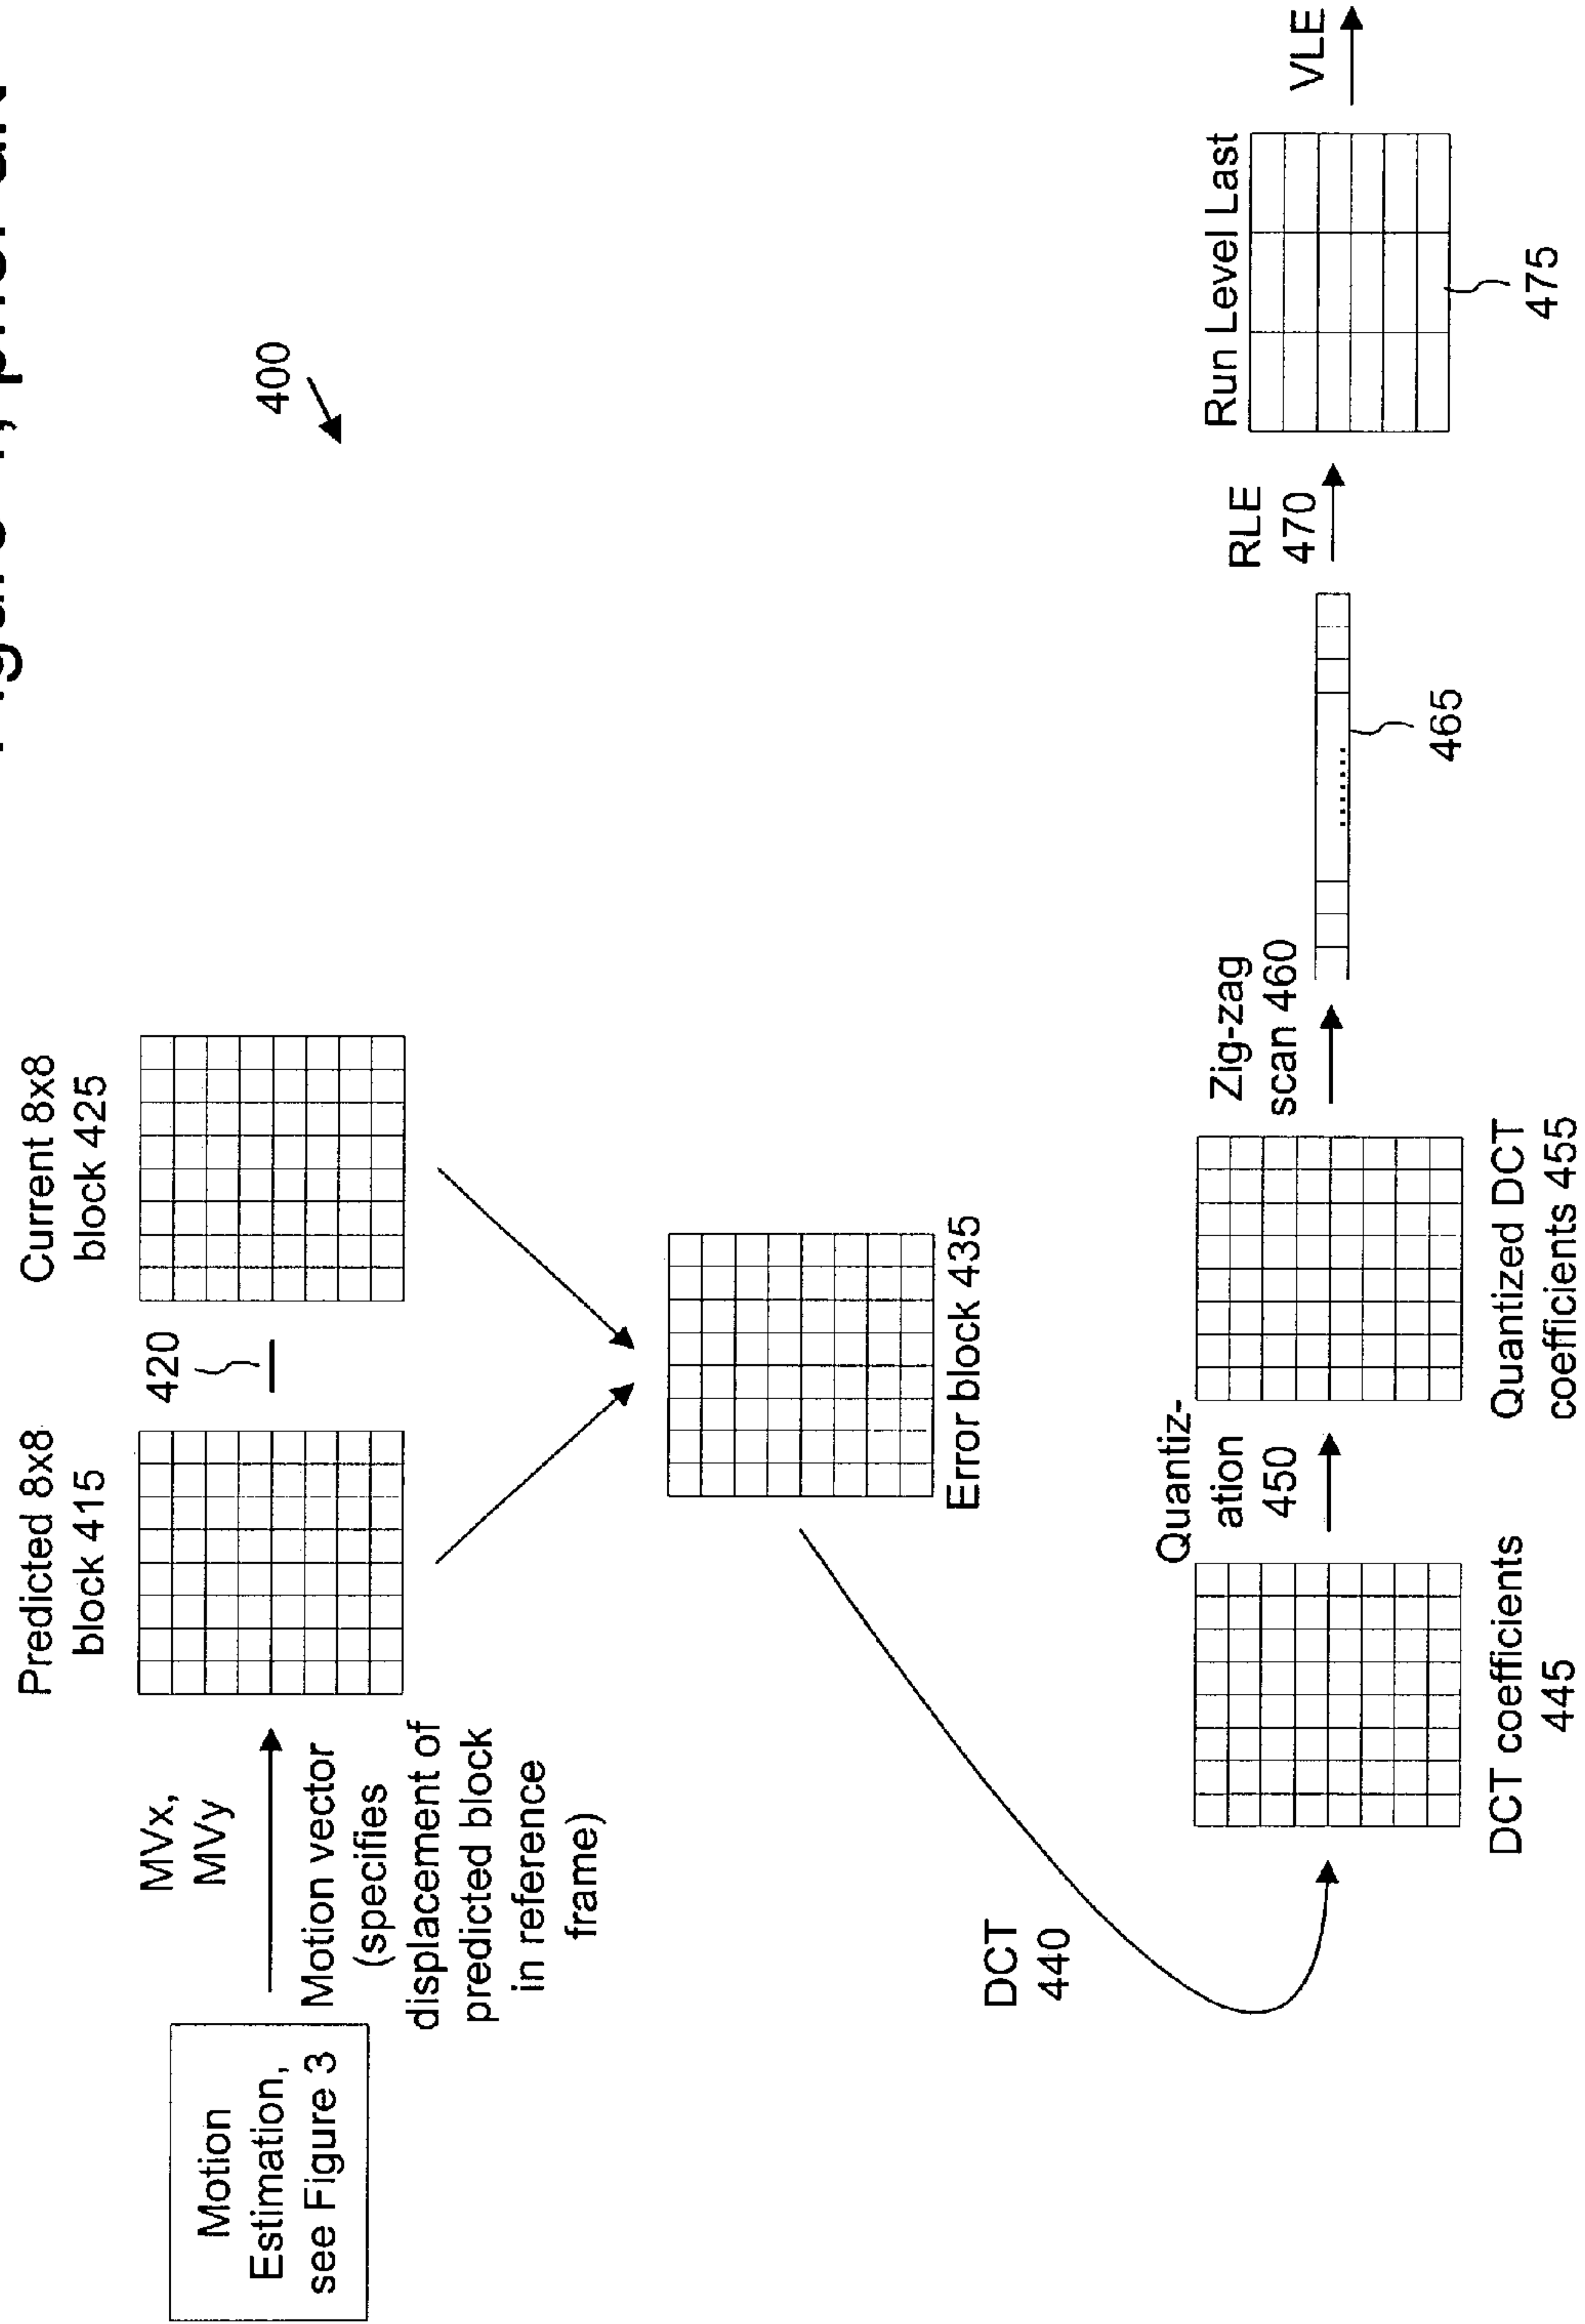 prior art
400
Motion
Estimation,
see Figure 3
MVx,
MVy
Motion vector
(specifies
displacement of
predicted block
in reference
frame)
Predicted 8x8
block 415
420
Current 8x8
block 425
Error block 435
DCT
440
DCT coefficients
445
Quantiz-
ation
450
Quantized DCT
coefficients 455
Zig-zag
scan 460
465
RLE
470
Run Level Last
475
VLE